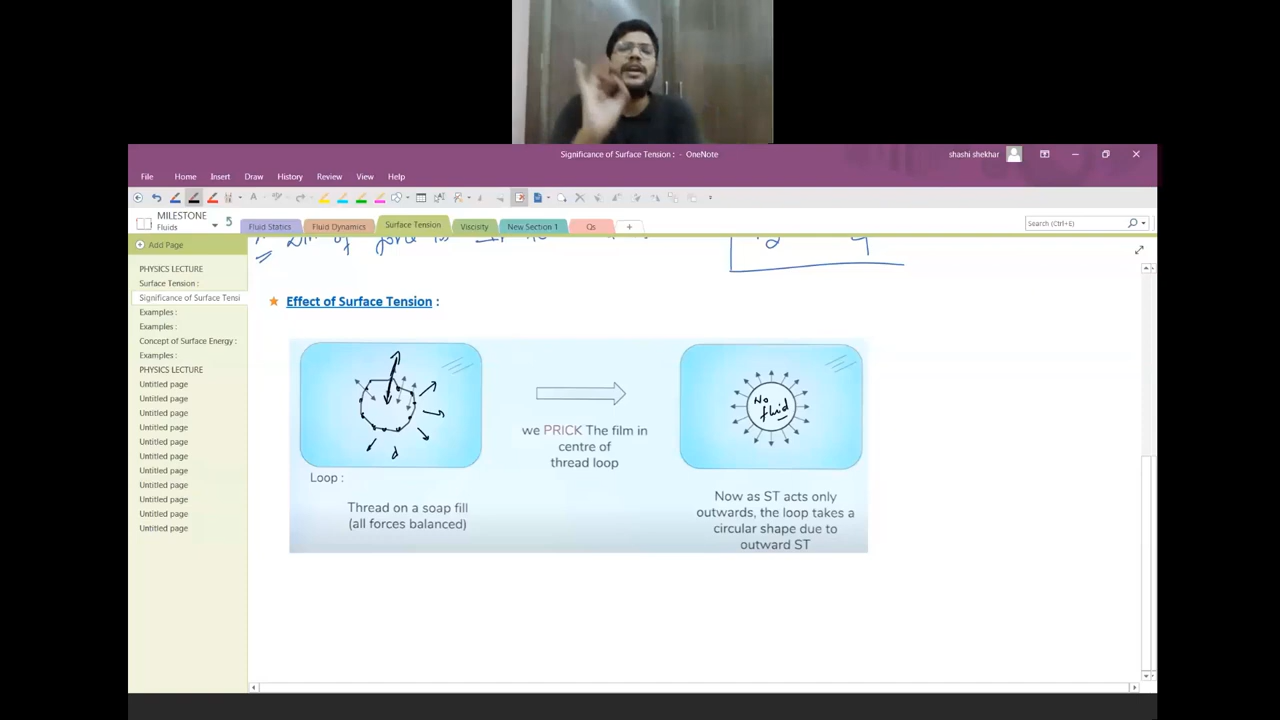 Significance of Surface Tension : - OneNote
shashi shekhar
File Home Insert Draw History Review View Help
MILESTONE
Fluids
Fluid Statics Fluid Dynamics Surface Tension Viscosity New Section 1 Qs
Search (Ctrl+E)
Add Page
PHYSICS LECTURE
Surface Tension :
Significance of Surface Tensi
Examples :
Examples :
Concept of Surface Energy :
Examples :
PHYSICS LECTURE
Untitled page
Untitled page
Untitled page
Untitled page
Untitled page
Untitled page
Untitled page
Untitled page
Untitled page
Untitled page
Untitled page
of force is
Effect of Surface Tension :
Loop :
Thread on a soap fill
(all forces balanced)
we PRICK The film in
centre of
thread loop
No
fluid
Now as ST acts only
outwards, the loop takes a
circular shape due to
outward ST